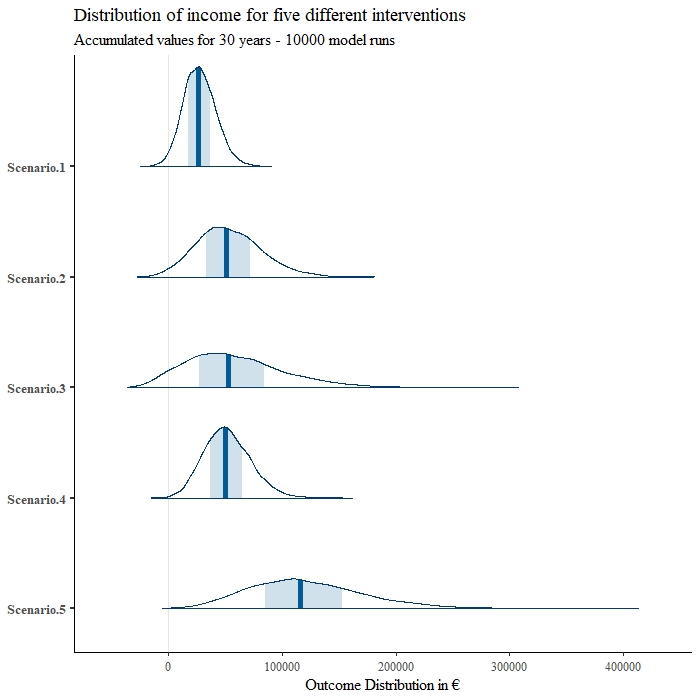 Distribution of income for five different interventions
Accumulated values for 30 years - 10000 model runs
Scenario.1
Scenario.2
Scenario.3
Scenario.4
Scenario.5
0 100000 200000 300000 400000
Outcome Distribution in €